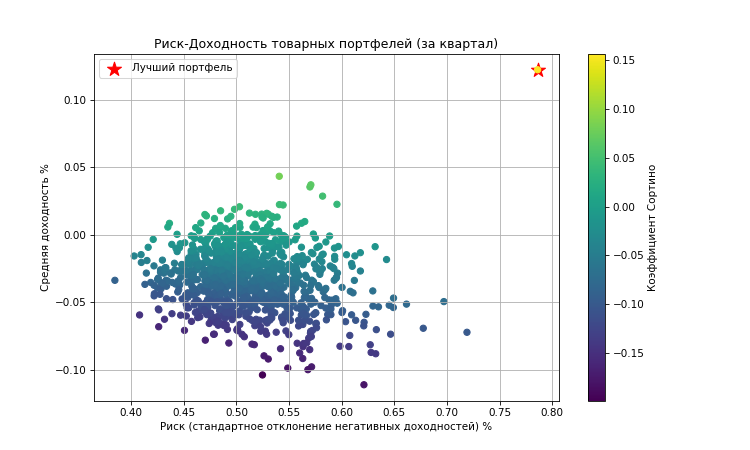 Риск-Доходность товарных портфелей (за квартал)
Лучший портфель
Средняя доходность %
0.10
0.05
0.00
−0.05
−0.10
0.40 0.45 0.50 0.55 0.60 0.65 0.70 0.75 0.80
Риск (стандартное отклонение негативных доходностей) %
0.15
0.10
0.05
0.00
−0.05
−0.10
−0.15
Коэффициент Сортино